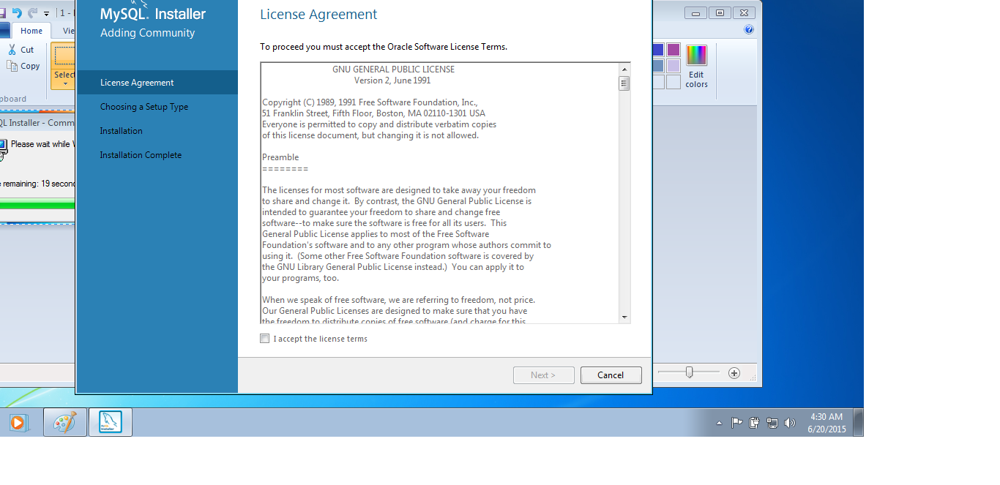 MySQL. Installer
Adding Community
License Agreement
Choosing a Setup Type
Installation
Installation Complete
License Agreement
To proceed you must accept the Oracle Software License Terms.
GNU GENERAL PUBLIC LICENSE
Version 2, June 1991
Copyright (C) 1989, 1991 Free Software Foundation, Inc.,
51 Franklin Street, Fifth Floor, Boston, MA 02110-1301 USA
Everyone is permitted to copy and distribute verbatim copies
of this license document, but changing it is not allowed.
Preamble
========
The licenses for most software are designed to take away your freedom
to share and change it.  By contrast, the GNU General Public License is
intended to guarantee your freedom to share and change free
software--to make sure the software is free for all its users.  This
General Public License applies to most of the Free Software
Foundation's software and to any other program whose authors commit to
using it.  (Some other Free Software Foundation software is covered by
the GNU Library General Public License instead.)  You can apply it to
your programs, too.
When we speak of free software, we are referring to freedom, not price.
Our General Public Licenses are designed to make sure that you have
the freedom to distribute copies of free software (and charge for this
I accept the license terms
Next >
Cancel
1 -
Home
Vie
Cut
Copy
Select
pboard
QL Installer - Comm
Please wait while
remaining: 19 second
Edit
colors
4:30 AM
6/20/2015